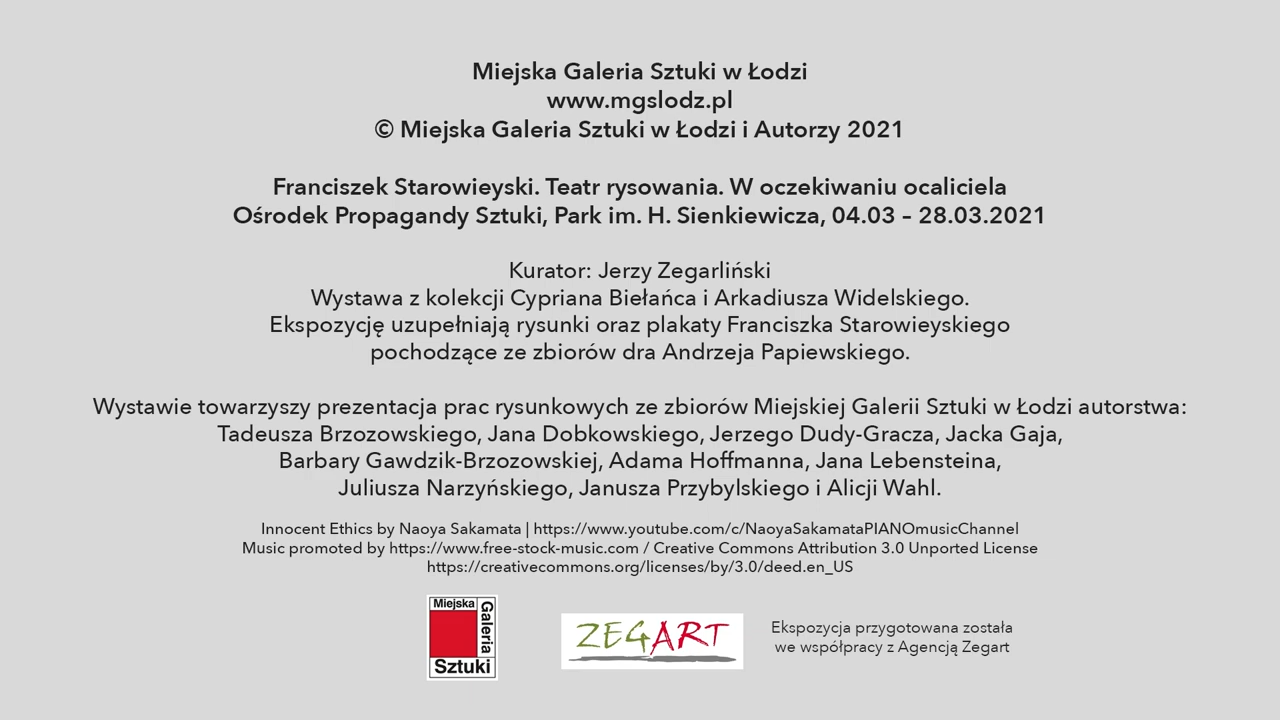 Miejska Galeria Sztuki w Łodzi
www.mgslodz.pl
© Miejska Galeria Sztuki w Łodzi i Autorzy 2021
Franciszek Starowieyski. Teatr rysowania. W oczekiwaniu ocaliciela
Ośrodek Propagandy Sztuki, Park im. H. Sienkiewicza, 04.03 – 28.03.2021
Kurator: Jerzy Zegarliński
Wystawa z kolekcji Cypriana Biełańca i Arkadiusza Widelskiego.
Ekspozycję uzupełniają rysunki oraz plakaty Franciszka Starowieyskiego
pochodzące ze zbiorów dra Andrzeja Papiewskiego.
Wystawie towarzyszy prezentacja prac rysunkowych ze zbiorów Miejskiej Galerii Sztuki w Łodzi autorstwa:
Tadeusza Brzozowskiego, Jana Dobkowskiego, Jerzego Dudy-Gracza, Jacka Gaja,
Barbary Gawdzik-Brzozowskiej, Adama Hoffmanna, Jana Lebensteina,
Juliusza Narzyńskiego, Janusza Przybylskiego i Alicji Wahl.
Innocent Ethics by Naoya Sakamata | https://www.youtube.com/c/NaoyaSakamataPIANOmusicChannel
Music promoted by https://www.free-stock-music.com / Creative Commons Attribution 3.0 Unported License
https://creativecommons.org/licenses/by/3.0/deed.en_US
Miejska
Galeria
Sztuki
ZEGART
Ekspozycja przygotowana została
we współpracy z Agencją Zegart